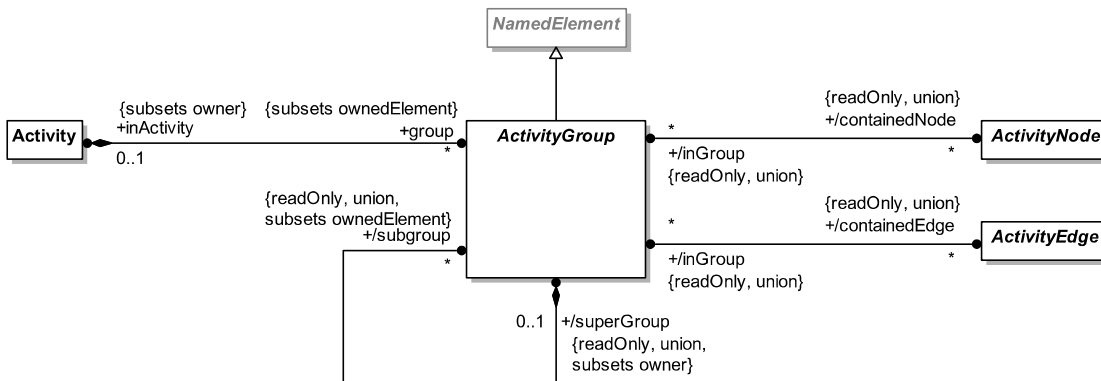 NamedElement
{subsets owner}
+inActivity
{subsets ownedElement}
+group
Activity
0..1
*
ActivityGroup
{readOnly, union}
+/containedNode
*
*
+/inGroup
{readOnly, union}
ActivityNode
{readOnly, union,
subsets ownedElement}
+/subgroup
*
{readOnly, union}
+/containedEdge
*
*
+/inGroup
{readOnly, union}
ActivityEdge
0..1
+/superGroup
{readOnly, union,
subsets owner}